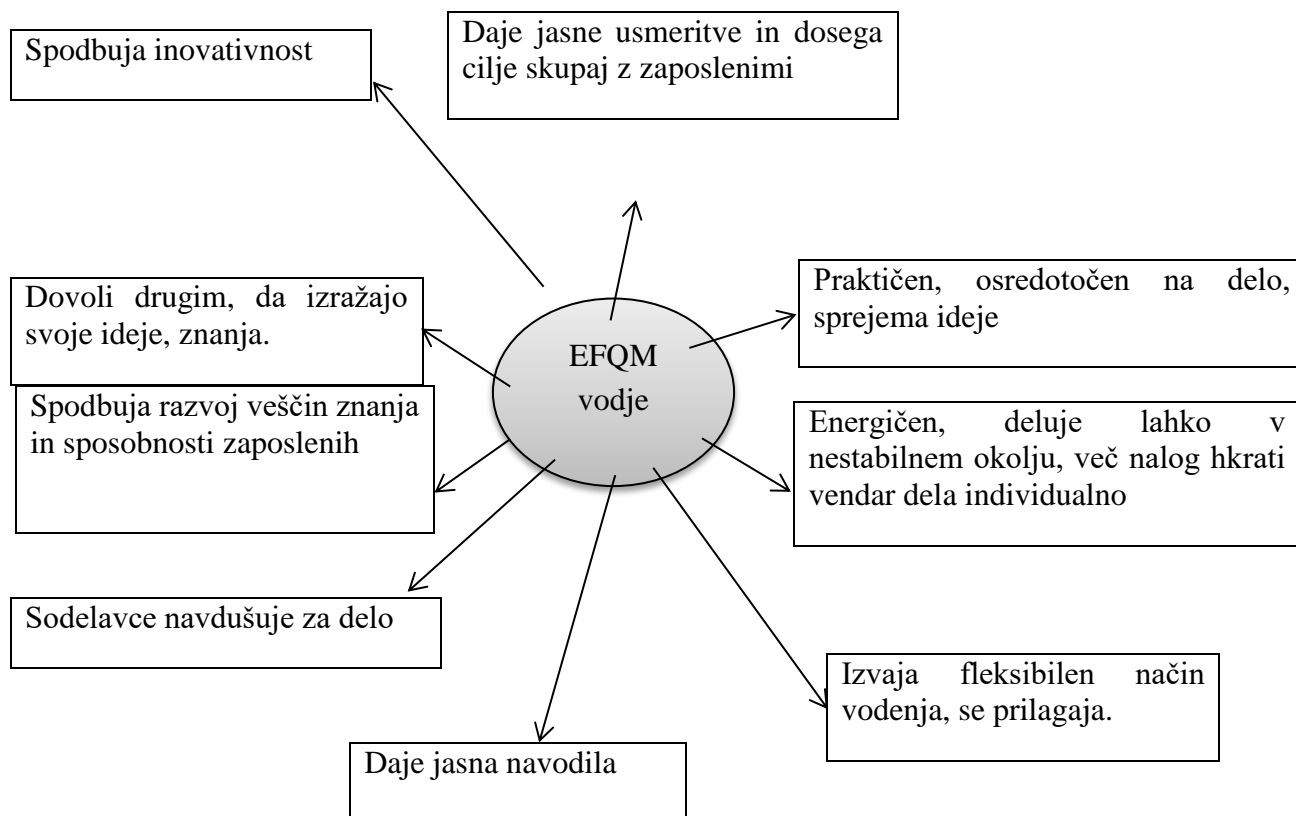 Spodbuja inovativnost
Daje jasne usmeritve in dosega
cilje skupaj z zaposlenimi
Dovoli drugim, da izražajo
svoje ideje, znanja.
Praktičen, osredotočen na delo,
sprejema ideje
EFQM
vodje
Spodbuja razvoj veščin znanja
in sposobnosti zaposlenih
Energičen, deluje lahko v
nestabilnem okolju, več nalog hkrati
vendar dela individualno
Sodelavce navdušuje za delo
Izvaja fleksibilen način
vodenja, se prilagaja.
Daje jasna navodila